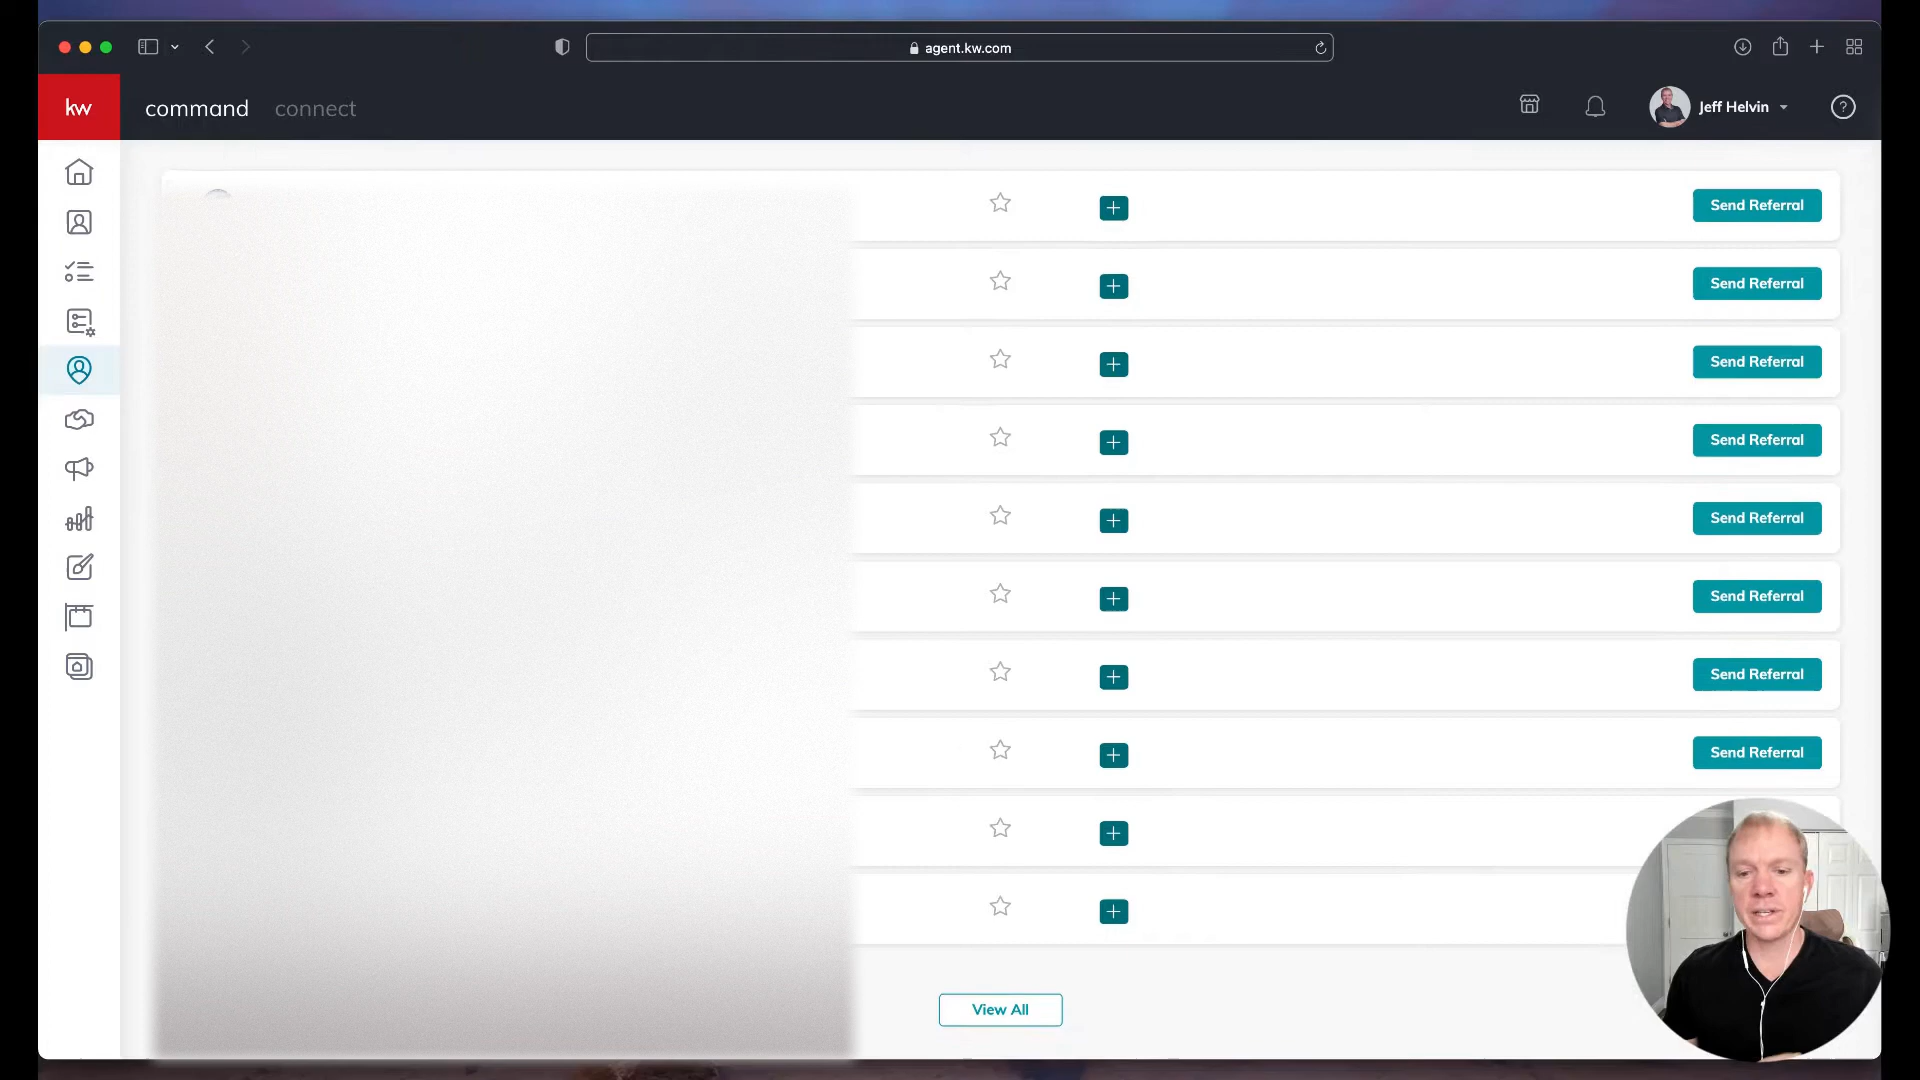 agent.kw.com
kw
command
connect
Jeff Helvin
?
Send Referral
Send Referral
Send Referral
Send Referral
Send Referral
Send Referral
Send Referral
Send Referral
View All